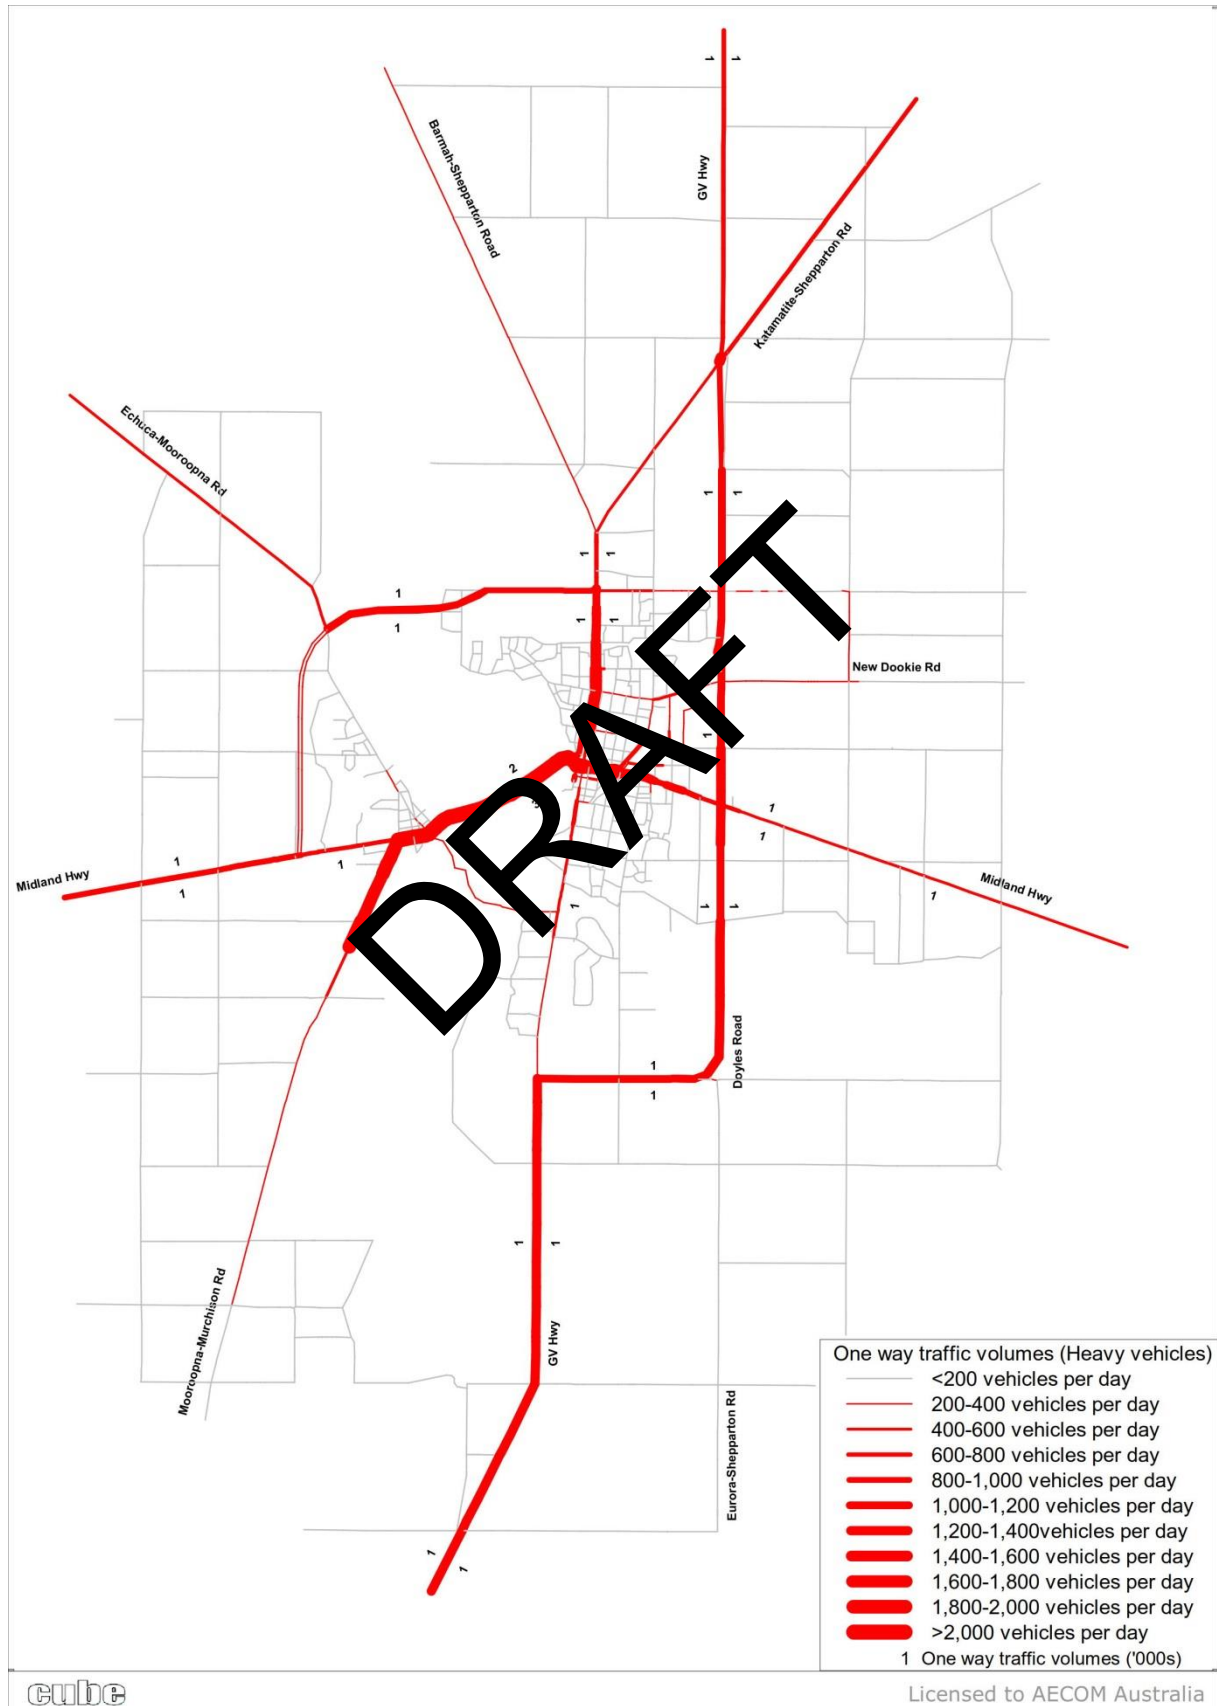 1 1
Barmah-Shepparton Road
GV Hwy
Katamatite-Shepparton Rd
Echuca-Mooroopna Rd
1 1
1 1
1
1
1 1
New Dookie Rd
DRAFT
1
2
1
1
1
1
1
Midland Hwy
1
Midland Hwy
1
1
1 1
Doyles Road
1
1
1 1
Mooroopna-Murchison Rd
GV Hwy
Eurora-Shepparton Rd
1
1
One way traffic volumes (Heavy vehicles)
<200 vehicles per day
200-400 vehicles per day
400-600 vehicles per day
600-800 vehicles per day
800-1,000 vehicles per day
1,000-1,200 vehicles per day
1,200-1,400vehicles per day
1,400-1,600 vehicles per day
1,600-1,800 vehicles per day
1,800-2,000 vehicles per day
>2,000 vehicles per day
1 One way traffic volumes ('000s)
cube
Licensed to AECOM Australia